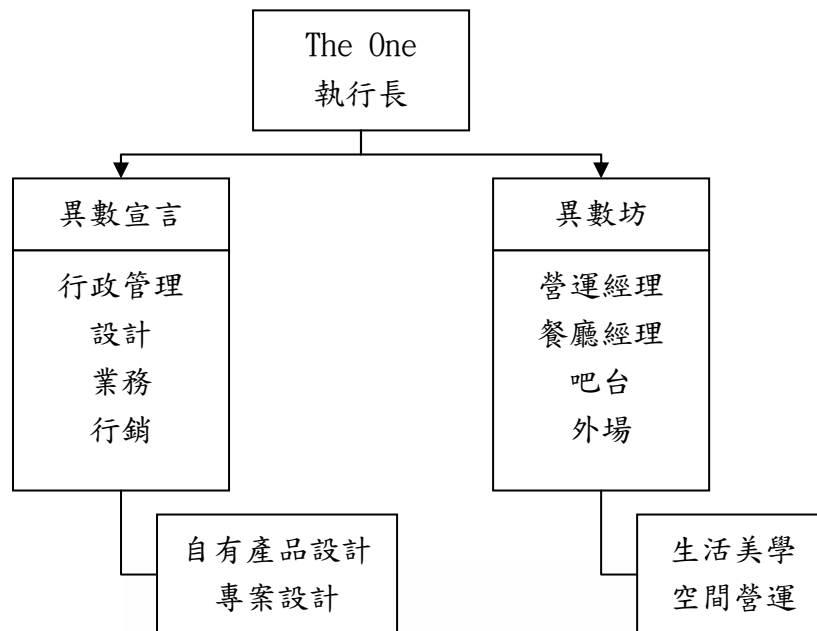 The One
執行長
異數宣言
行政管理
設計
業務
行銷
自有產品設計
專案設計
異數坊
營運經理
餐廳經理
吧台
外場
生活美學
空間營運